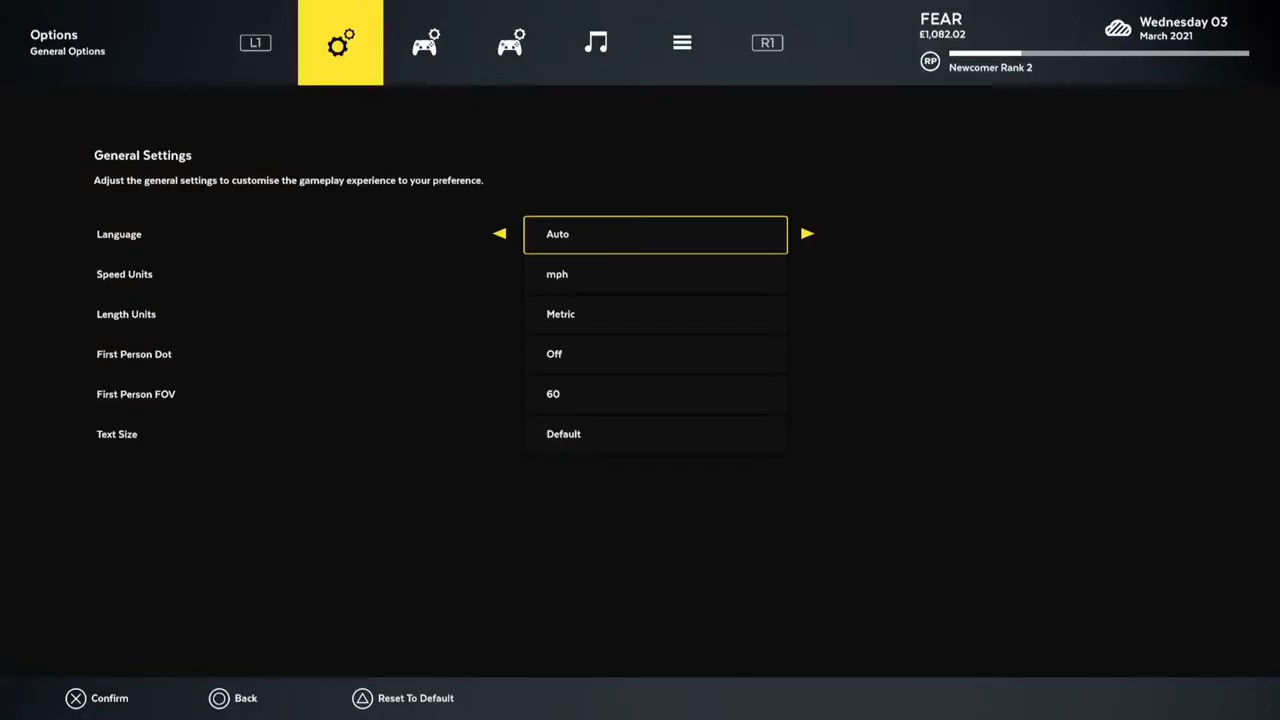 Options
General Options
L1
R1
FEAR
£1,082.02
RP
Newcomer Rank 2
Wednesday 03
March 2021
General Settings
Adjust the general settings to customise the gameplay experience to your preference.
Language Auto
Speed Units mph
Length Units Metric
First Person Dot Off
First Person FOV 60
Text Size Default
Confirm Back Reset To Default